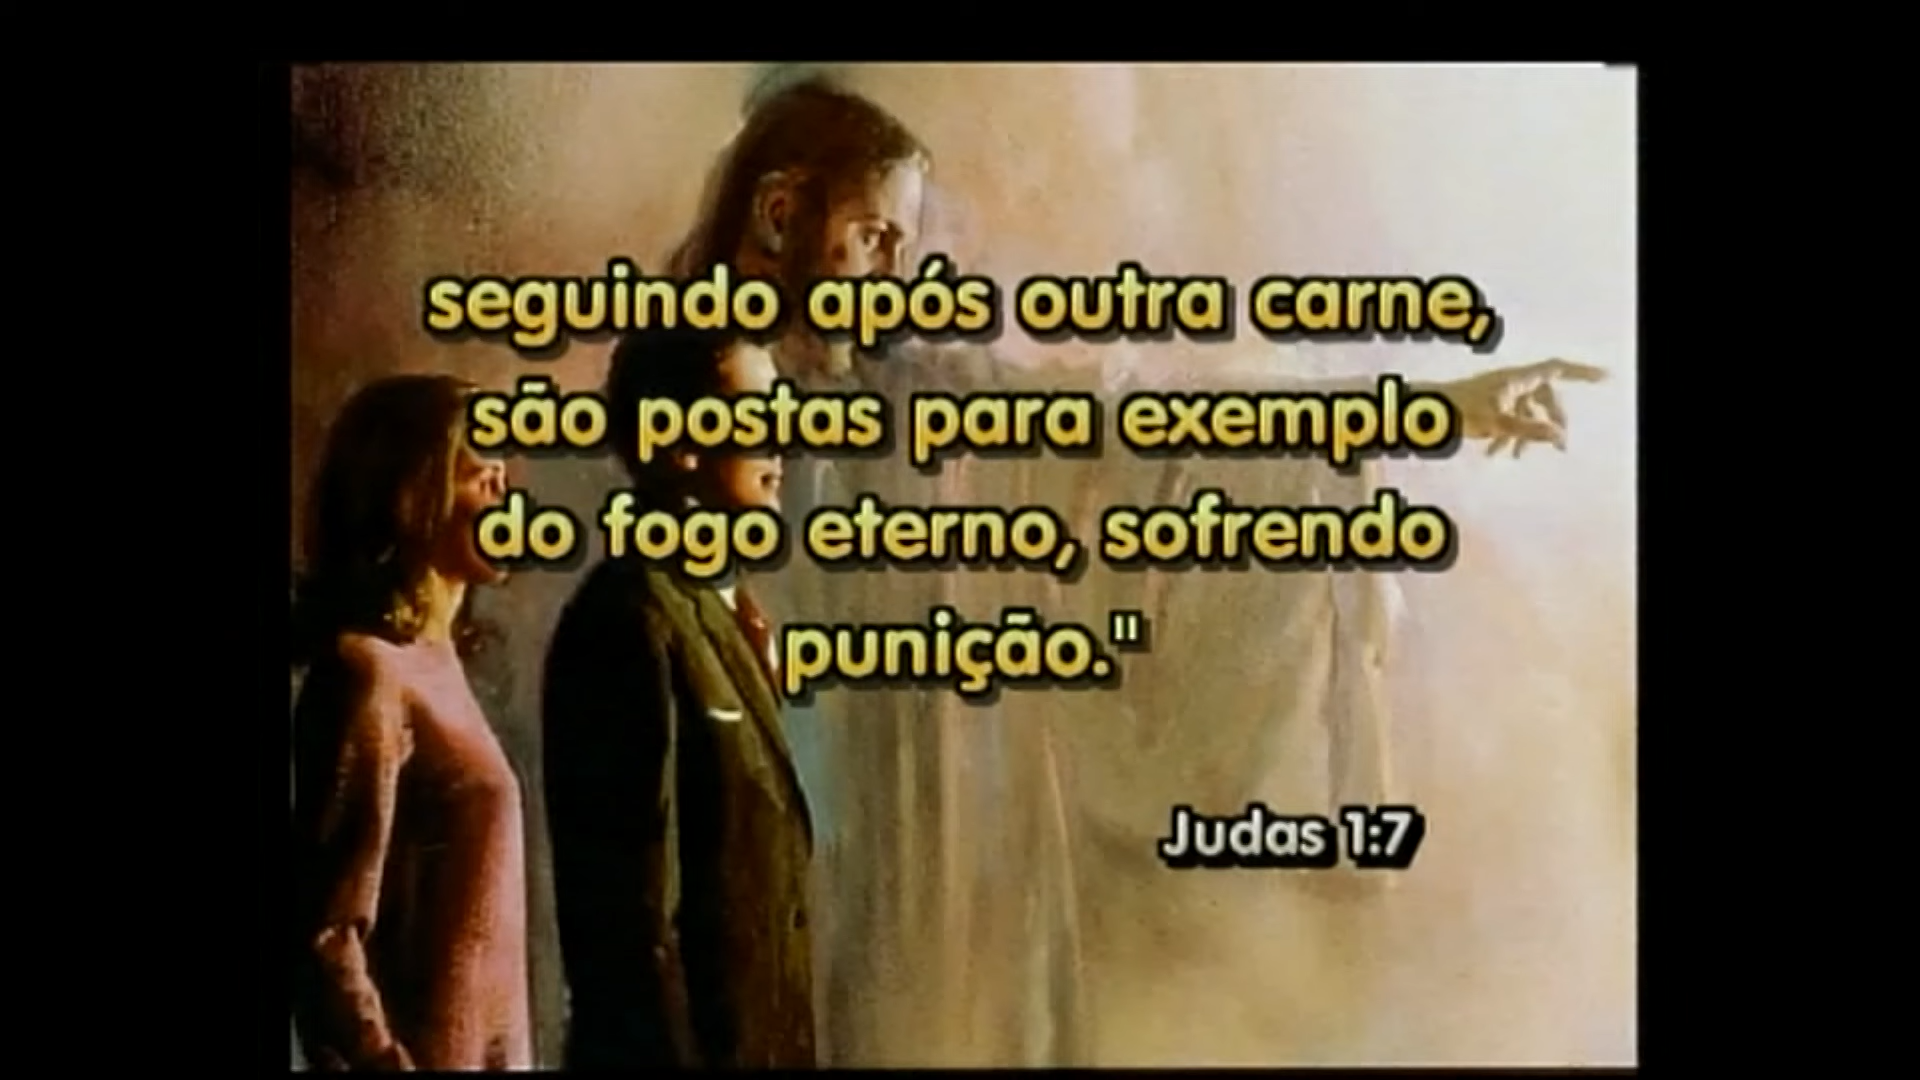 seguindo após outra carne,
são postas para exemplo
do fogo eterno, sofrendo
punição."
Judas 1:7